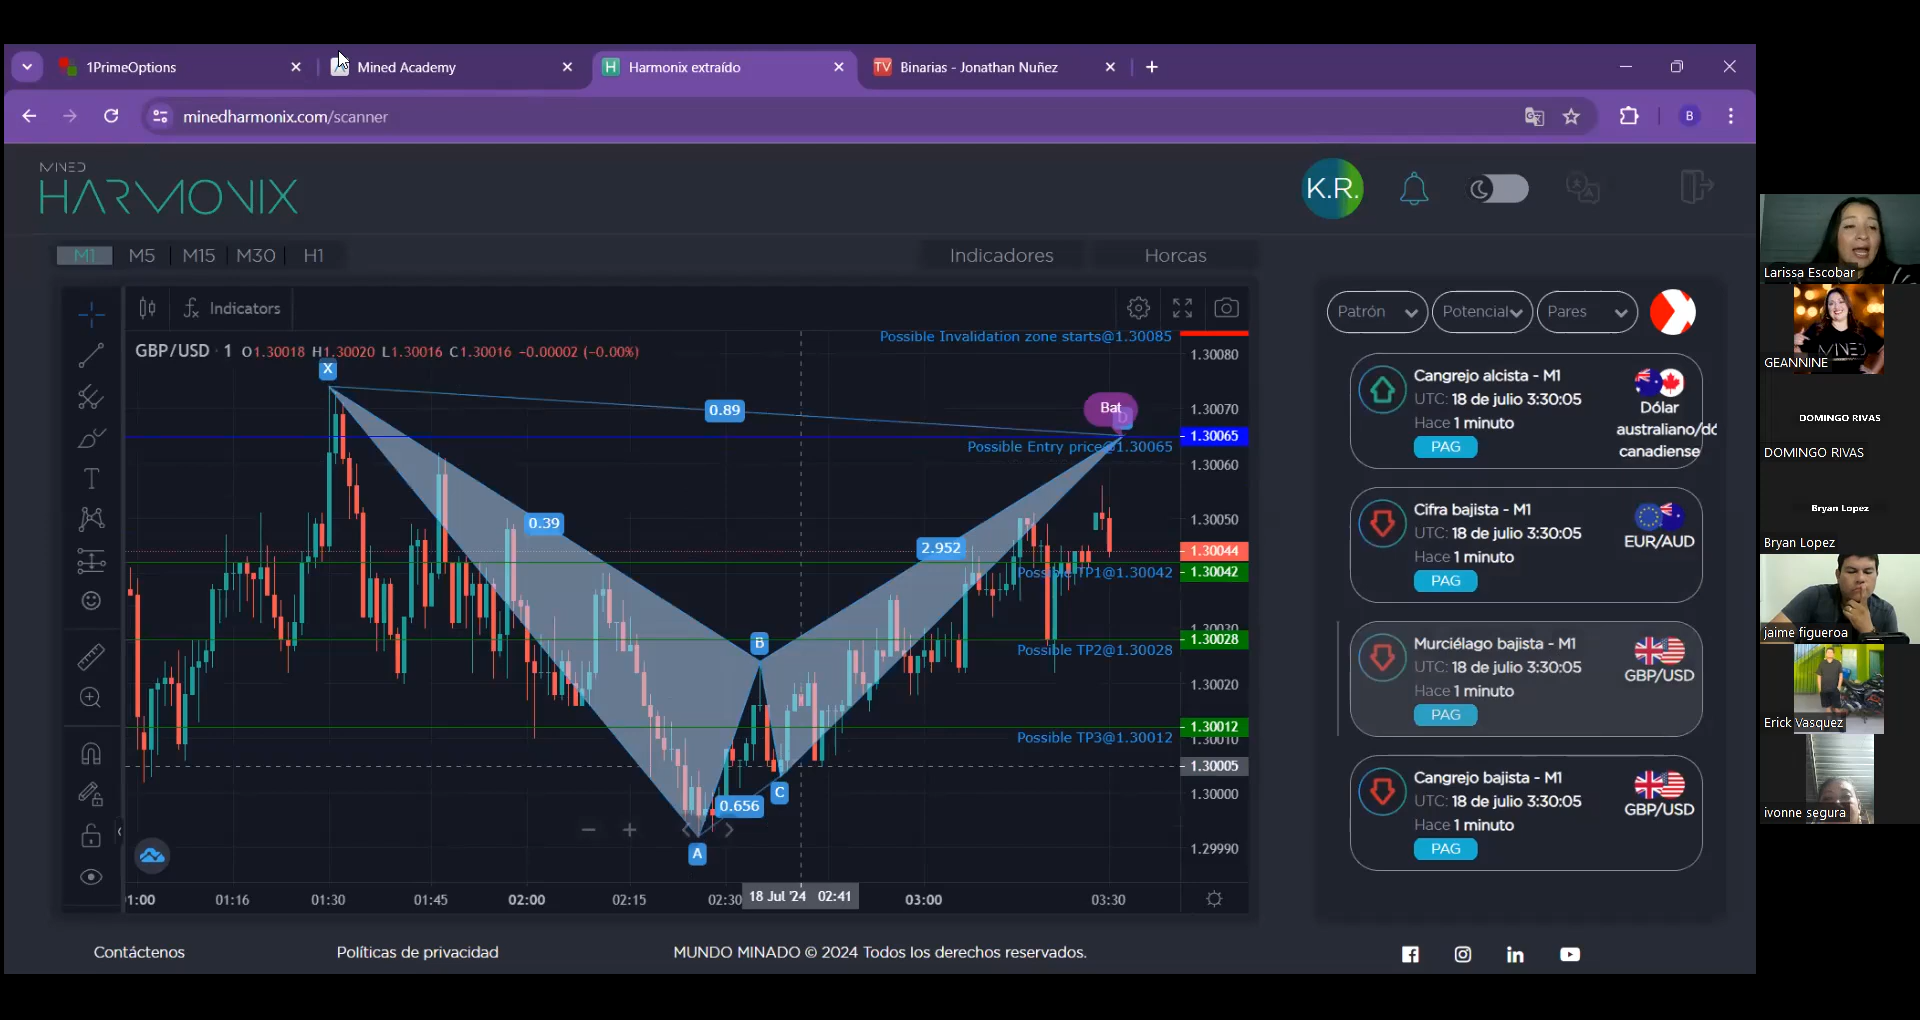 1PrimeOptions
Mined Academy
Harmonix extraído
TV
Binarias - Jonathan Nuñez
minedharmonix.com/scanner
B
MINED
HARMONIX
K.R.
M1 M5 M15 M30 H1
Indicadores
Horcas
Indicators
GBP/USD · 1 O1.30018 H1.30020 L1.30016 C1.30016 -0.00002 (-0.00%)
Possible Invalidation zone starts@1.30085
1.30080
X
0.89
Bat
D
1.30070
1.30065
Possible Entry price@1.30065
1.30060
0.39
1.30050
2.952
1.30044
Possible TP1@1.30042
1.30042
1.30030
1.30028
B
Possible TP2@1.30028
1.30020
1.30012
Possible TP3@1.30012
1.30010
1.30005
C
1.30000
0.656
A
1.29990
1:00
01:16
01:30
01:45
02:00
02:15
02:30
18 Jul '24 02:41
03:00
03:30
Patrón
Potencial
Pares
Cangrejo alcista - M1
UTC: 18 de julio 3:30:05
Hace 1 minuto
PAG
Dólar
australiano/dó
canadiense
Cifra bajista - M1
UTC: 18 de julio 3:30:05
Hace 1 minuto
PAG
EUR/AUD
Murciélago bajista - M1
UTC: 18 de julio 3:30:05
Hace 1 minuto
PAG
GBP/USD
Cangrejo bajista - M1
UTC: 18 de julio 3:30:05
Hace 1 minuto
PAG
GBP/USD
Contáctenos
Políticas de privacidad
MUNDO MINADO © 2024 Todos los derechos reservados.
Larissa Escobar
MINED
GEANNINE
DOMINGO RIVAS
DOMINGO RIVAS
Bryan Lopez
Bryan Lopez
jaime figueroa
Erick Vasquez
ivonne segura